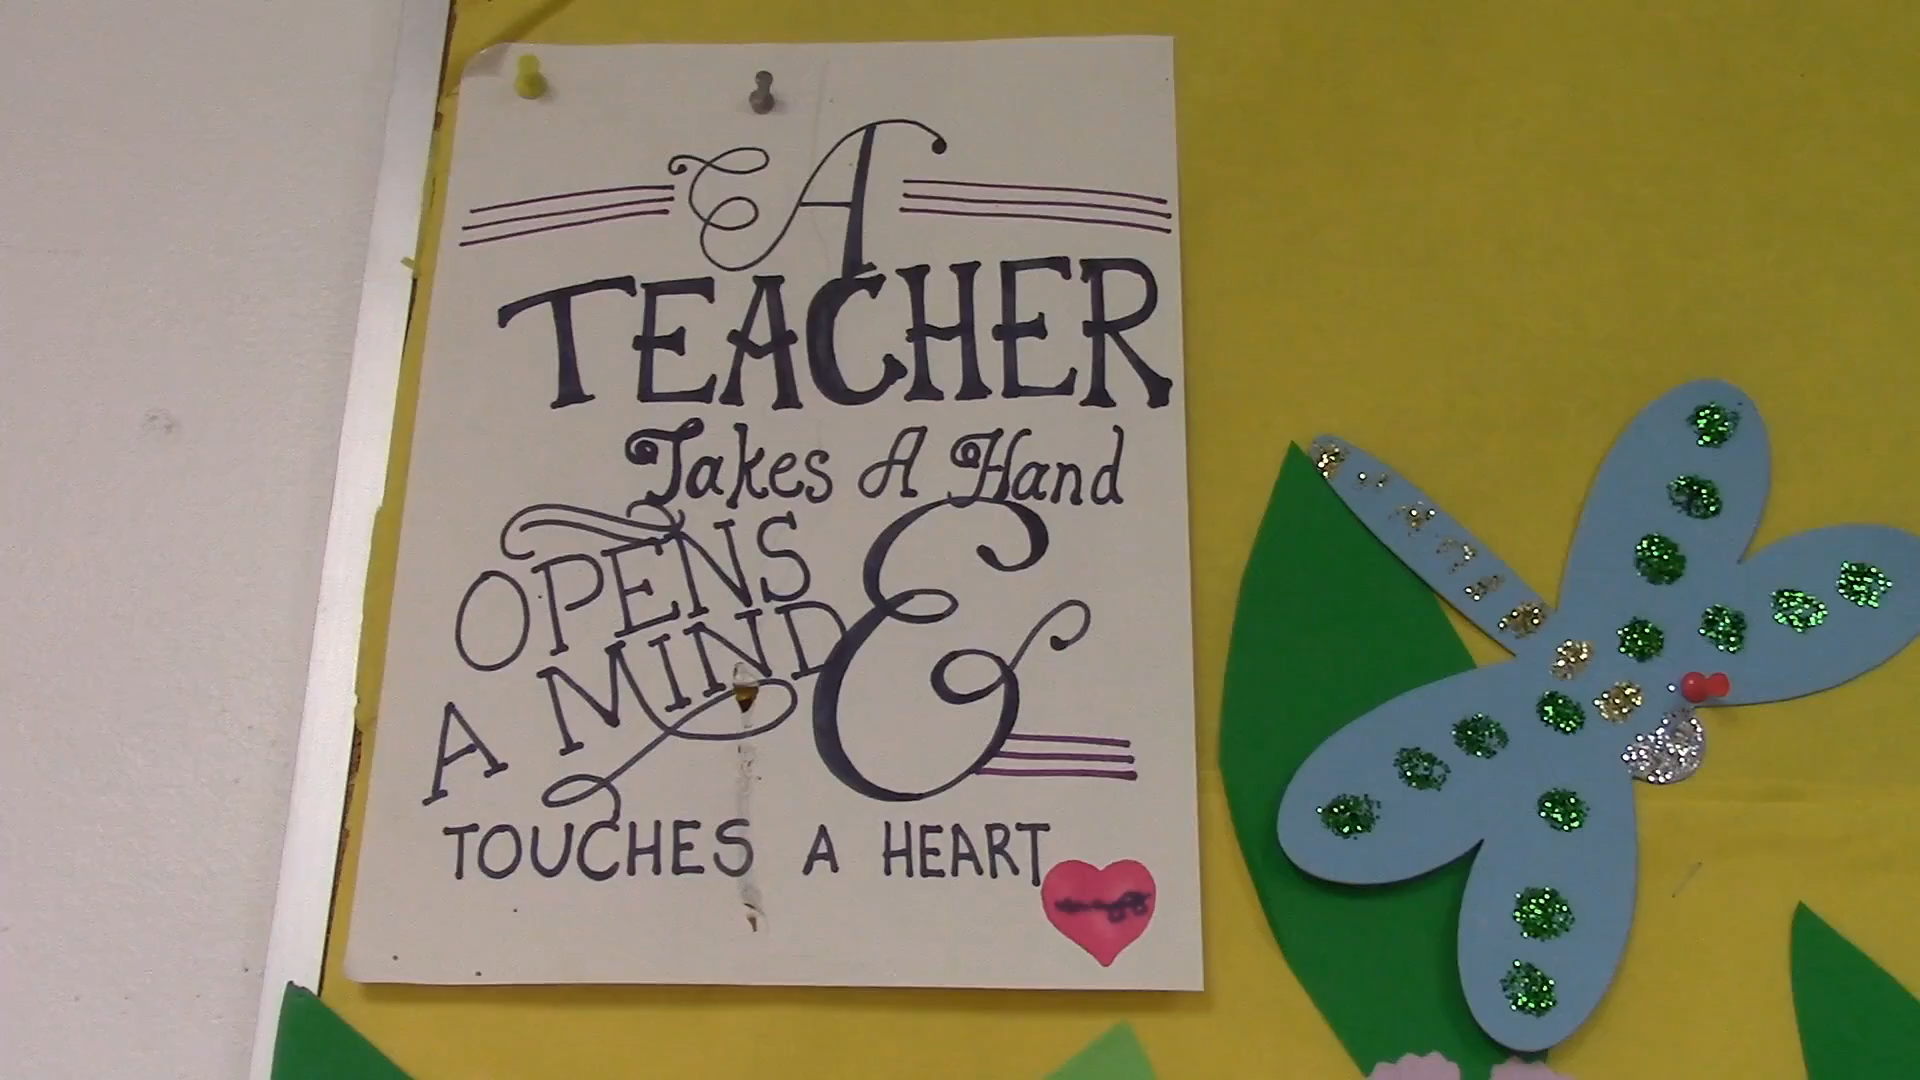 A
TEACHER
Takes A Hand
OPENS
A MIND &
TOUCHES A HEART